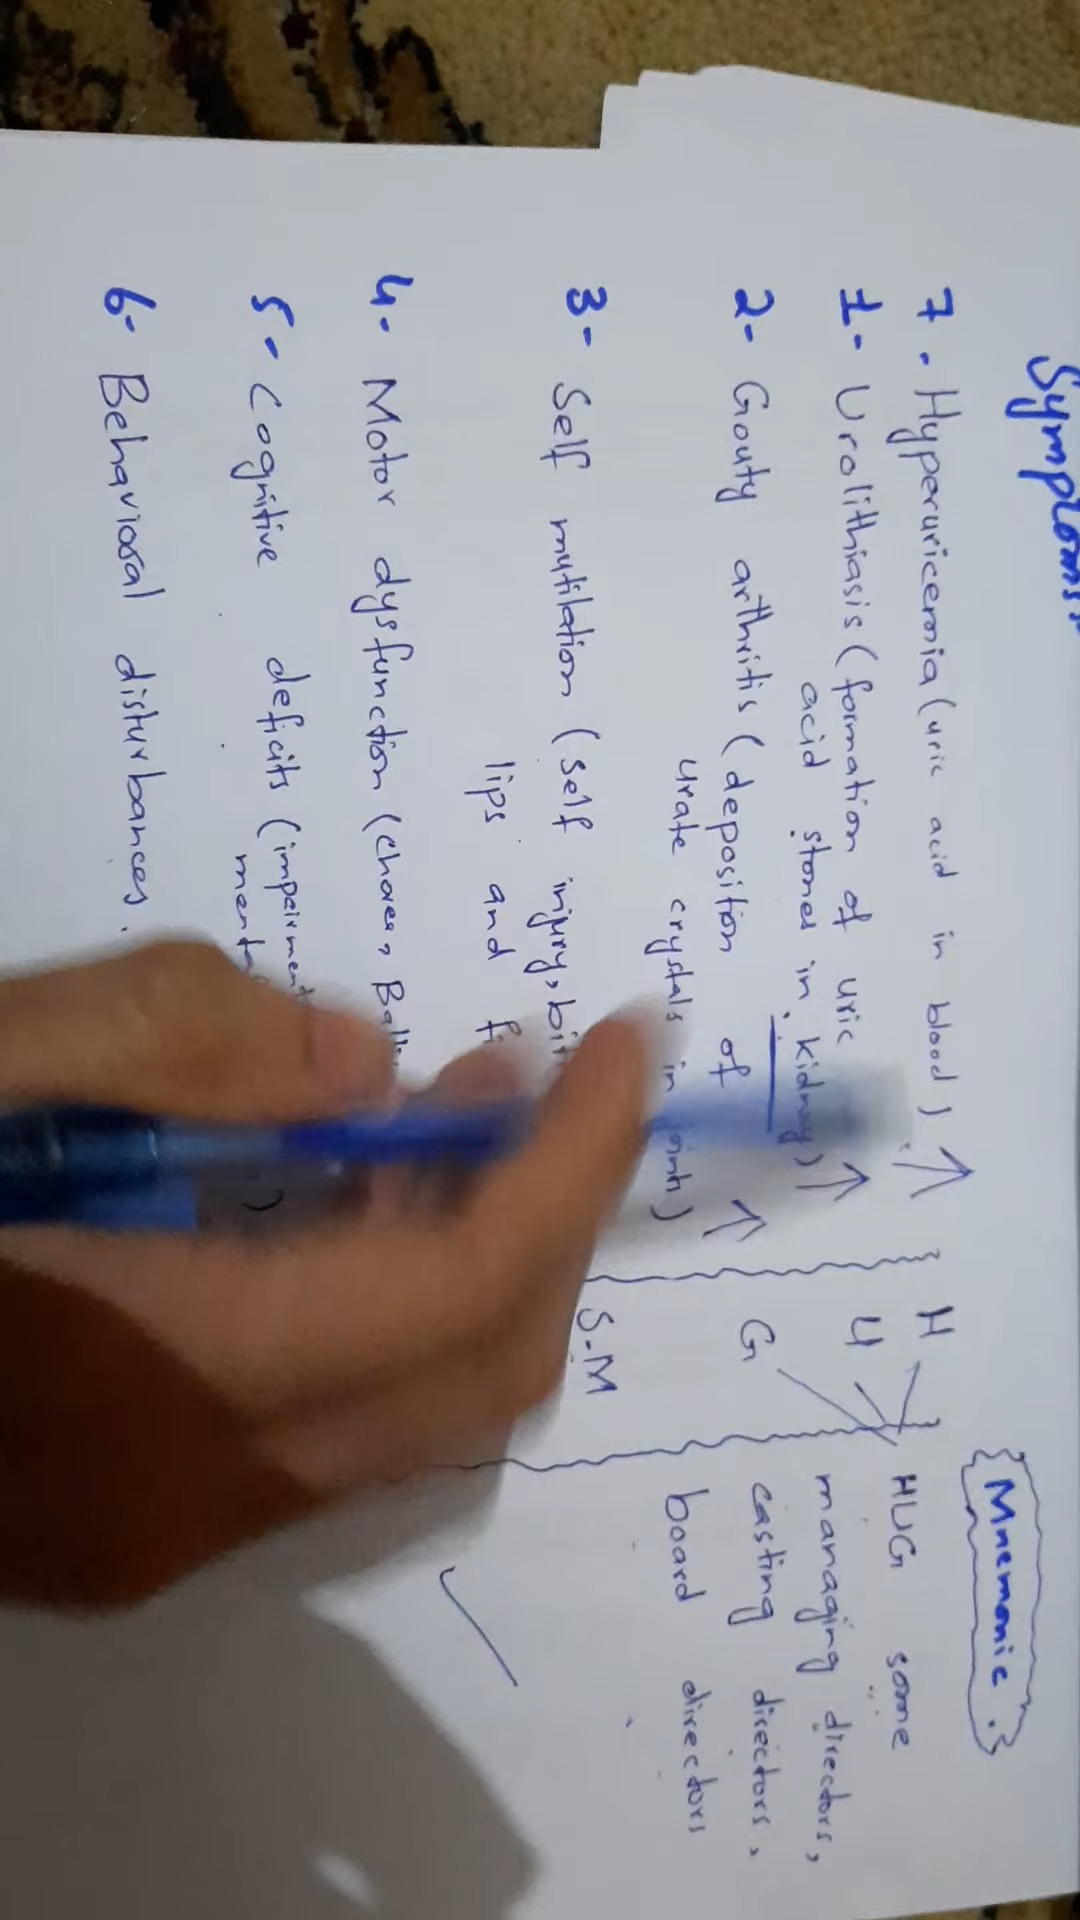 Symptoms
7 - Hyperuricemia (uric acid in blood) ↑
1- Urolithiasis (formation of uric
acid stones in kidney) ↑
2- Gouty arthritis (deposition of
urate crystals in ↑
3- Self mutilation (self injury,
lips and
4- Motor dysfunction (chorea,
5- Cognitive deficits (impairment
6- Behavioral disturbances.
H
U
G
S.M
Mnemonic.
HUG some
managing directors,
casting directors,
board directors